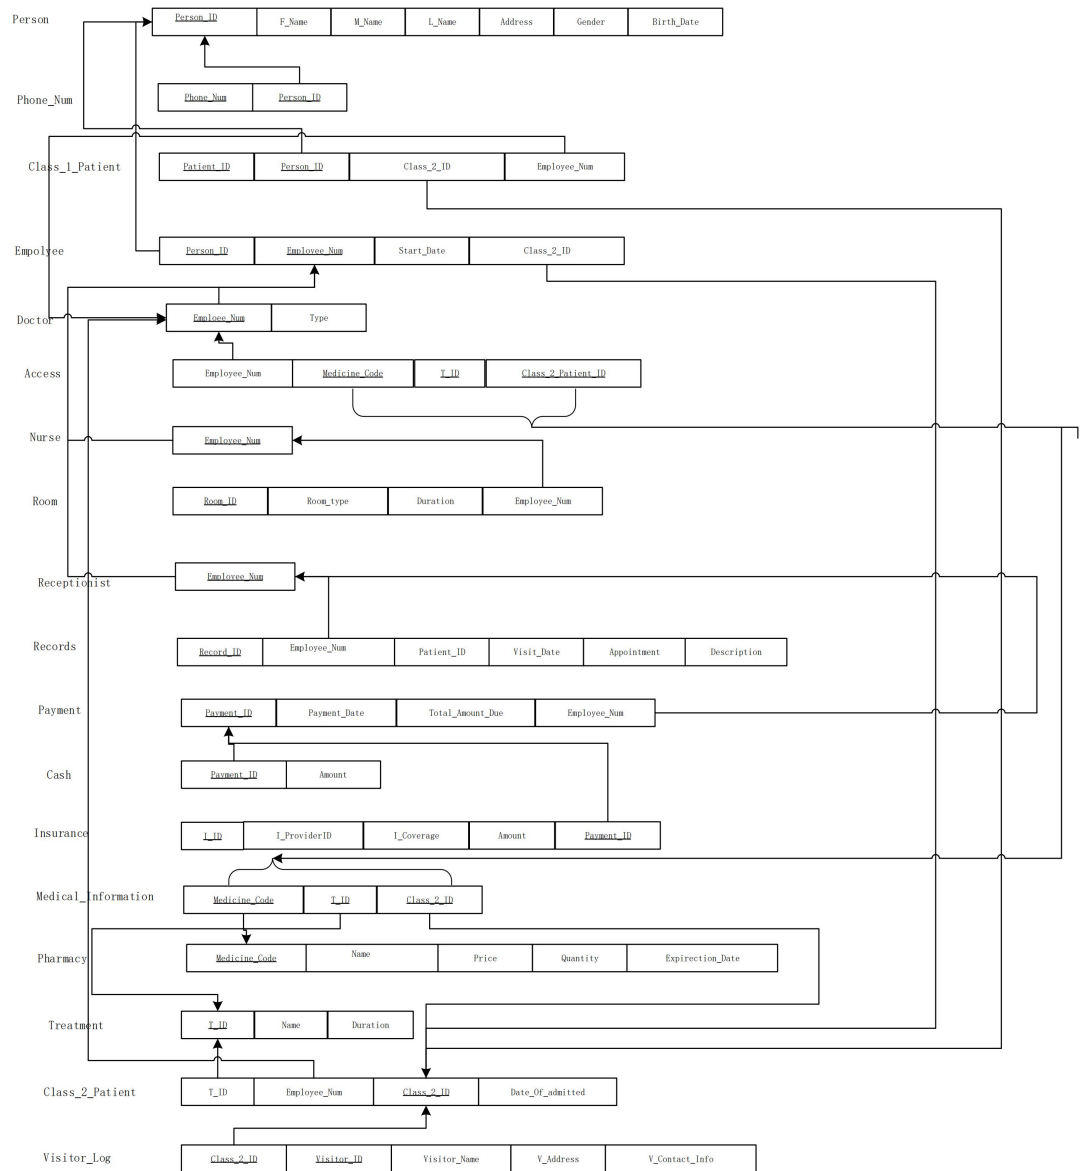 Person Person_ID F_Name M_Name L_Name Address Gender Birth_Date
Phone_Num Phone_Num Person_ID
Class_1_Patient Patient_ID Person_ID Class_2_ID Employee_Num
Empolyee Person_ID Employee_Num Start_Date Class_2_ID
Doctor Emploee_Num Type
Access Employee_Num Medicine_Code T_ID Class_2_Patient_ID
Nurse Employee_Num
Room Room_ID Room_type Duration Employee_Num
Receptionist Employee_Num
Records Record_ID Employee_Num Patient_ID Visit_Date Appointment Description
Payment Payment_ID Payment_Date Total_Amount_Due Employee_Num
Cash Payment_ID Amount
Insurance I_ID I_ProviderID I_Coverage Amount Payment_ID
Medical_Information Medicine_Code T_ID Class_2_ID
Pharmacy Medicine_Code Name Price Quantity Expirection_Date
Treatment T_ID Name Duration
Class_2_Patient T_ID Employee_Num Class_2_ID Date_Of_admitted
Visitor_Log Class_2_ID Visitor_ID Visitor_Name V_Address V_Contact_Info